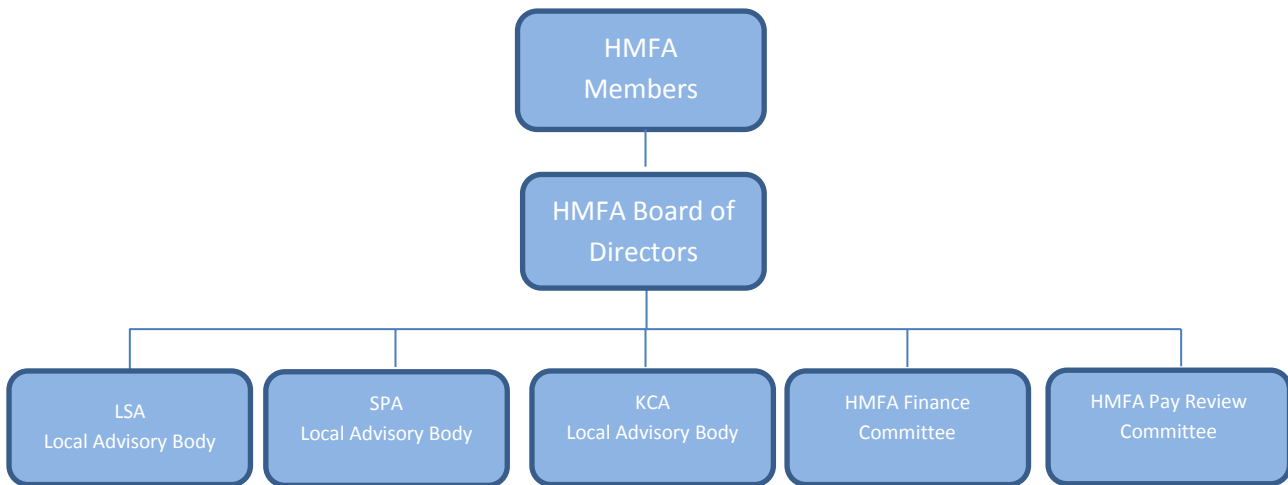 HMFA
Members
HMFA Board of
Directors
LSA
Local Advisory Body
SPA
Local Advisory Body
KCA
Local Advisory Body
HMFA Finance
Committee
HMFA Pay Review
Committee